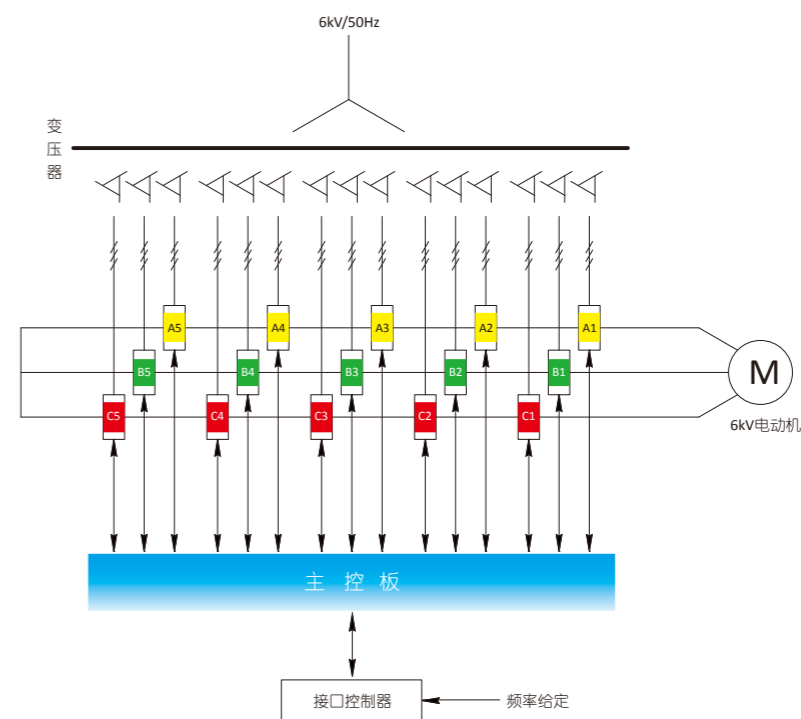 6kV/50Hz
变
压
器
A5 A4 A3 A2 A1
B5 B4 B3 B2 B1
M
C5 C4 C3 C2 C1
6kV电动机
主控板
接口控制器
频率给定